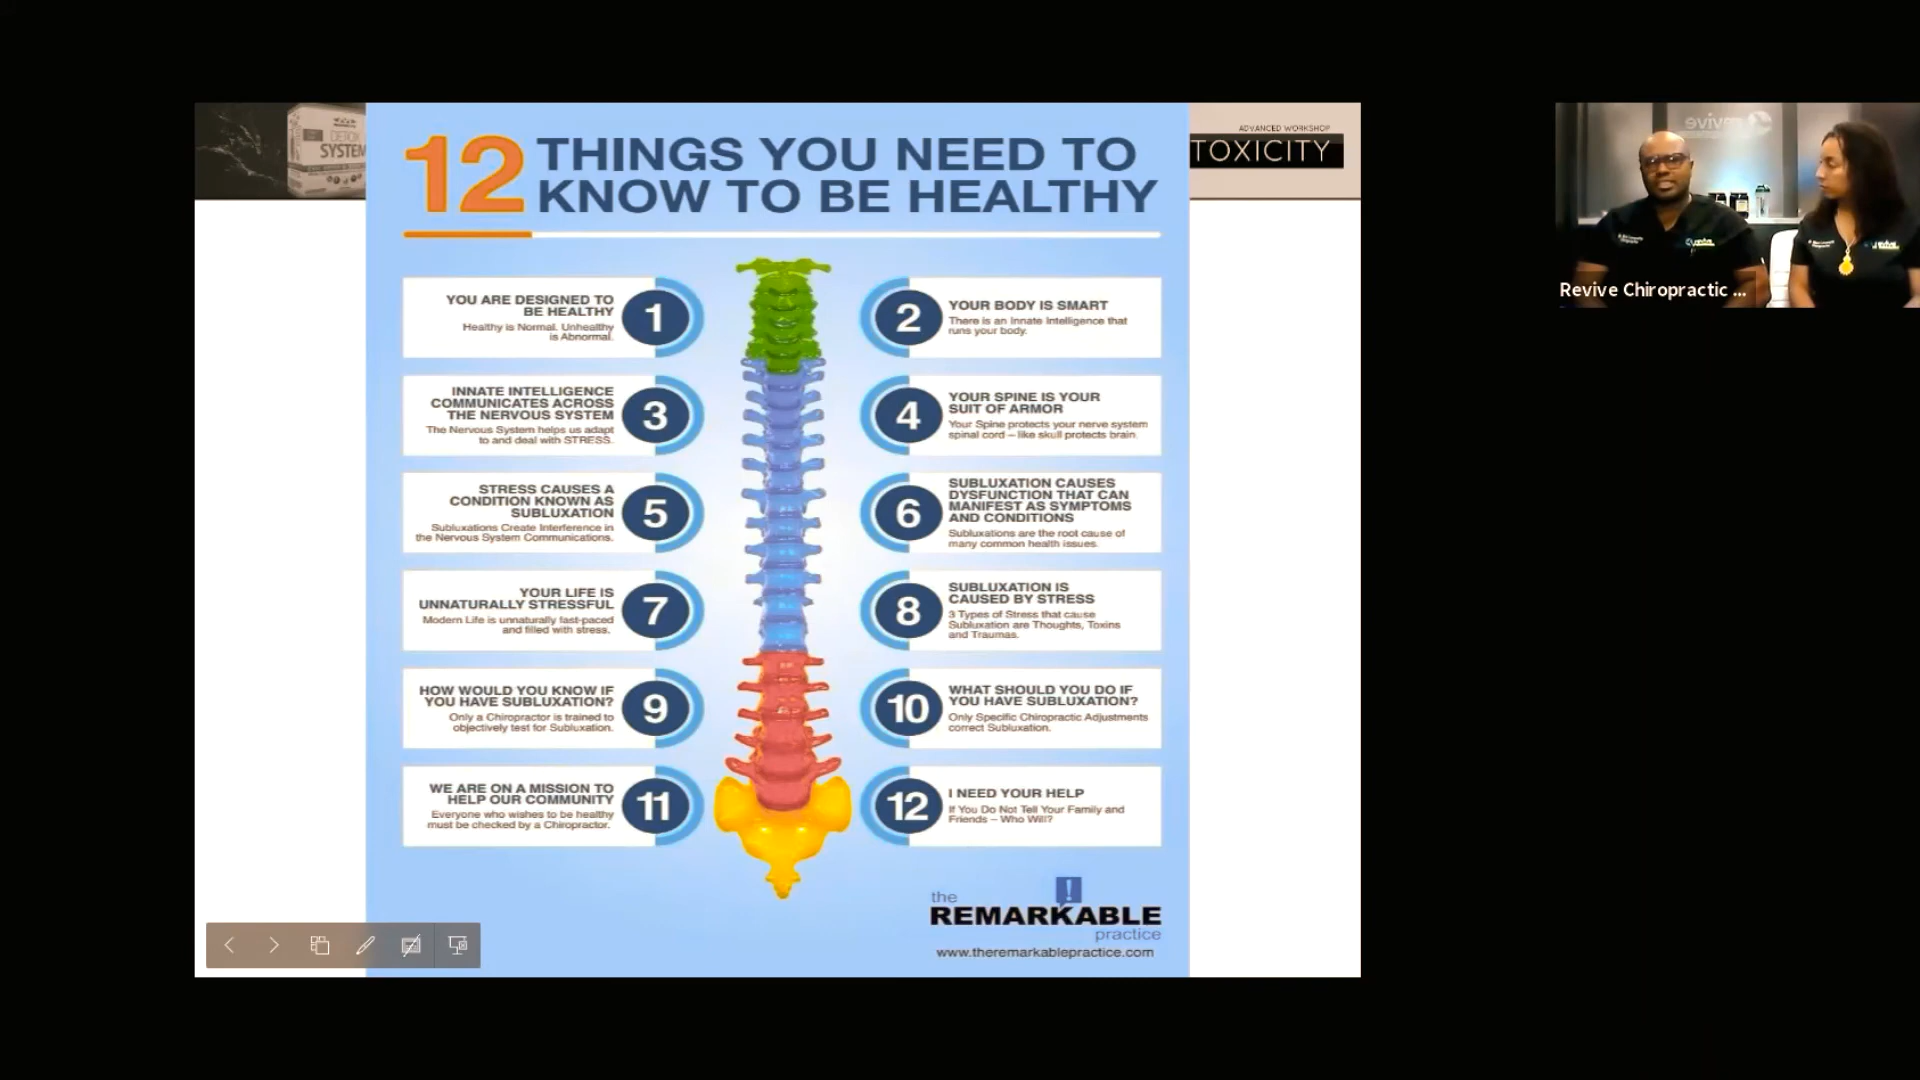 DETOX
SYSTEM
12 THINGS YOU NEED TO
KNOW TO BE HEALTHY
ADVANCED WORKSHOP
TOXICITY
YOU ARE DESIGNED TO
BE HEALTHY
Healthy is Normal. Unhealthy
is Abnormal.
1
2
YOUR BODY IS SMART
There is an Innate Intelligence that
runs your body.
INNATE INTELLIGENCE
COMMUNICATES ACROSS
THE NERVOUS SYSTEM
The Nervous System helps us adapt
to and deal with STRESS.
3
4
YOUR SPINE IS YOUR
SUIT OF ARMOR
Your Spine protects your nerve system
spinal cord – like skull protects brain.
STRESS CAUSES A
CONDITION KNOWN AS
SUBLUXATION
Subluxations Create Interference in
the Nervous System Communications.
5
6
SUBLUXATION CAUSES
DYSFUNCTION THAT CAN
MANIFEST AS SYMPTOMS
AND CONDITIONS
Subluxations are the root cause of
many common health issues.
YOUR LIFE IS
UNNATURALLY STRESSFUL
Modern Life is unnaturally fast-paced
and filled with stress.
7
8
SUBLUXATION IS
CAUSED BY STRESS
3 Types of Stress that cause
Subluxation are Thoughts, Toxins
and Traumas.
HOW WOULD YOU KNOW IF
YOU HAVE SUBLUXATION?
Only a Chiropractor is trained to
objectively test for Subluxation.
9
10
WHAT SHOULD YOU DO IF
YOU HAVE SUBLUXATION?
Only Specific Chiropractic Adjustments
correct Subluxation.
WE ARE ON A MISSION TO
HELP OUR COMMUNITY
Everyone who wishes to be healthy
must be checked by a Chiropractor.
11
12
I NEED YOUR HELP
If You Do Not Tell Your Family and
Friends – Who Will?
the
REMARKABLE
practice
www.theremarkablepractice.com
revive
revive
Revive Chiropractic ...